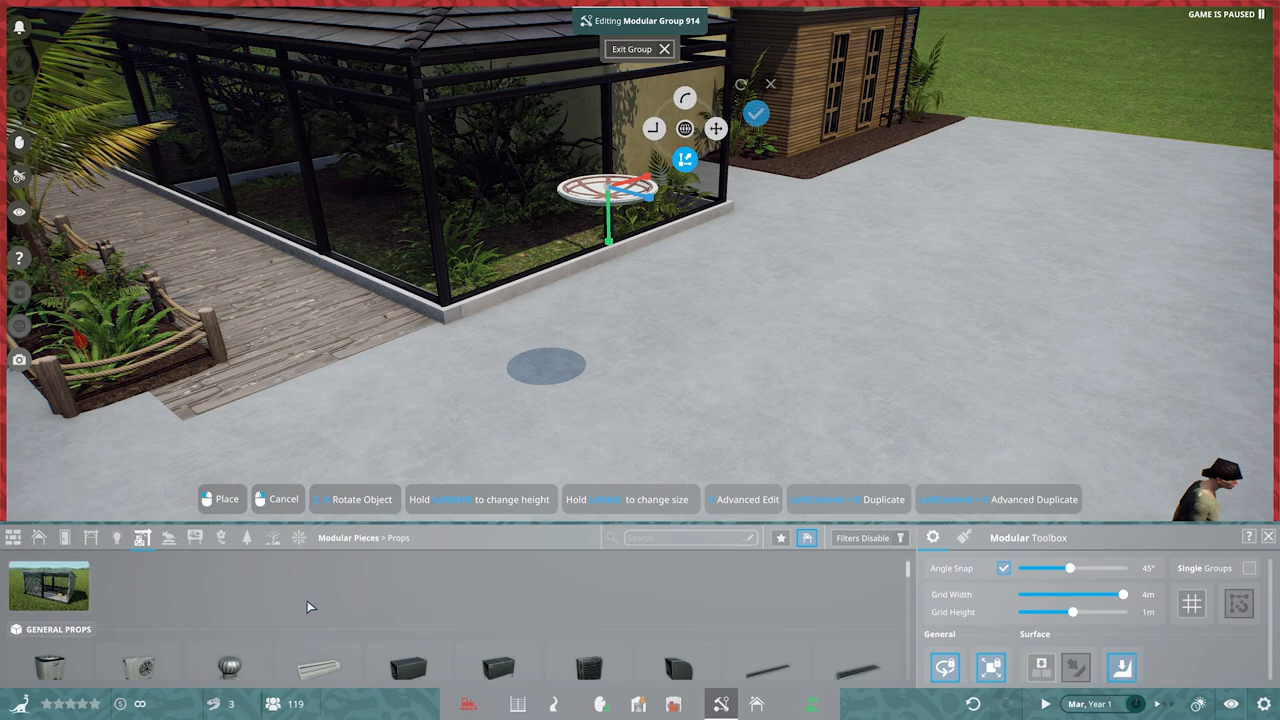 Editing Modular Group 914
GAME IS PAUSED
Exit Group
Place
Cancel
Rotate Object
Hold LeftShift to change height
Hold to change size
Advanced Edit
Duplicate
Advanced Duplicate
Modular Pieces > Props
Search...
Filters Disable
Modular Toolbox
?
Angle Snap
45°
Single Groups
Grid Width
4m
Grid Height
1m
General
Surface
GENERAL PROPS
∞
3
119
Mar, Year 1